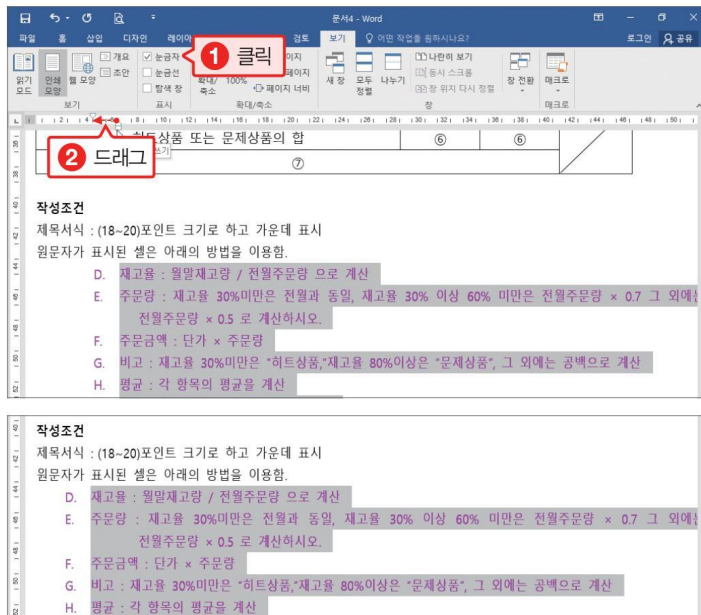 문서4 - Word
파일 홈 삽입 디자인 레이아 검토 보기 어떤 작업을 원하시나요? 로그인 공유
읽기 모드
인쇄 모양
웹 모양
개요
초안
보기
눈금자
눈금선
탐색 창
표시
1 클릭
확대/축소
100%
이지
페이지
페이지 너비
확대/축소
새 창
모두 정렬
나누기
나란히 보기
동시 스크롤
창 위치 다시 정렬
창
창 전환
매크로
매크로
2 드래그
히트상품 또는 문제상품의 합 ⑥ ⑥
⑦
작성조건
제목서식 : (18~20)포인트 크기로 하고 가운데 표시
원문자가 표시된 셀은 아래의 방법을 이용함.
D. 재고율 : 월말재고량 / 전월주문량 으로 계산
E. 주문량 : 재고율 30%미만은 전월과 동일, 재고율 30% 이상 60% 미만은 전월주문량 × 0.7 그 외에는
전월주문량 × 0.5 로 계산하시오.
F. 주문금액 : 단가 × 주문량
G. 비고 : 재고율 30%미만은 "히트상품,"재고율 80%이상은 "문제상품", 그 외에는 공백으로 계산
H. 평균 : 각 항목의 평균을 계산
작성조건
제목서식 : (18~20)포인트 크기로 하고 가운데 표시
원문자가 표시된 셀은 아래의 방법을 이용함.
D. 재고율 : 월말재고량 / 전월주문량 으로 계산
E. 주문량 : 재고율 30%미만은 전월과 동일, 재고율 30% 이상 60% 미만은 전월주문량 × 0.7 그 외에
전월주문량 × 0.5 로 계산하시오.
F. 주문금액 : 단가 × 주문량
G. 비고 : 재고율 30%미만은 "히트상품,"재고율 80%이상은 "문제상품", 그 외에는 공백으로 계산
H. 평균 : 각 항목의 평균을 계산